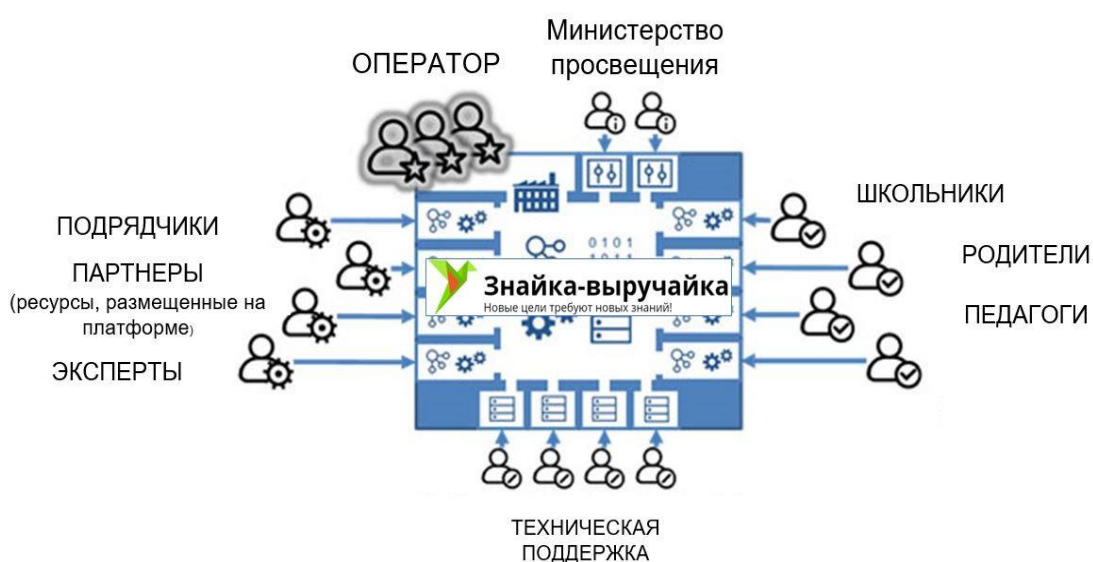 Министерство
просвещения
ОПЕРАТОР
ШКОЛЬНИКИ
ПОДРЯДЧИКИ
РОДИТЕЛИ
ПАРТНЕРЫ
(ресурсы, размещенные на
платформе)
0101
1011
Знайка-выручайка
Новые цели требуют новых знаний!
ПЕДАГОГИ
ЭКСПЕРТЫ
ТЕХНИЧЕСКАЯ
ПОДДЕРЖКА